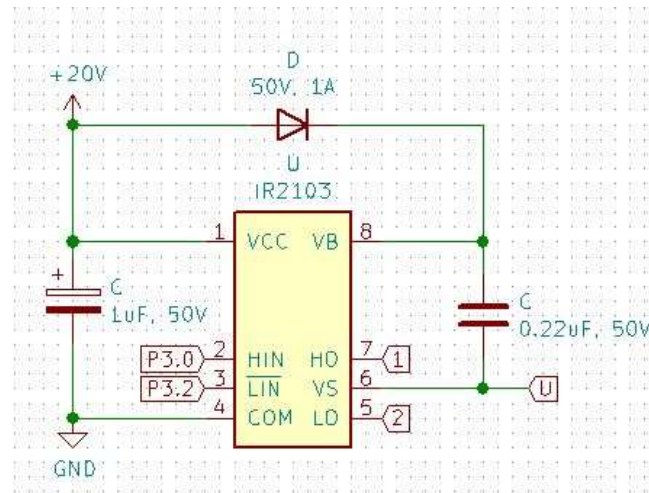 +20V
D
50V, 1A
U
IR2103
1 VCC VB 8
+
C
1uF, 50V
C
0.22uF, 50V
P3.0 2 HIN HO 7 1
P3.2 3 LIN VS 6 U
4 COM LO 5 2
GND